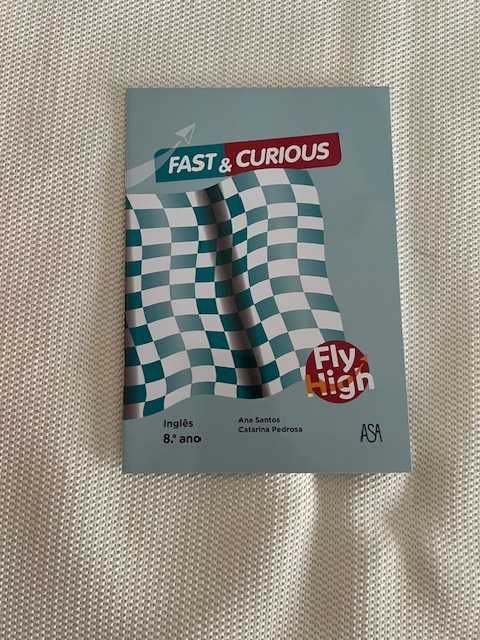 FAST & CURIOUS
Fly
High
Inglês
8.º ano
Ana Santos
Catarina Pedrosa
ASA